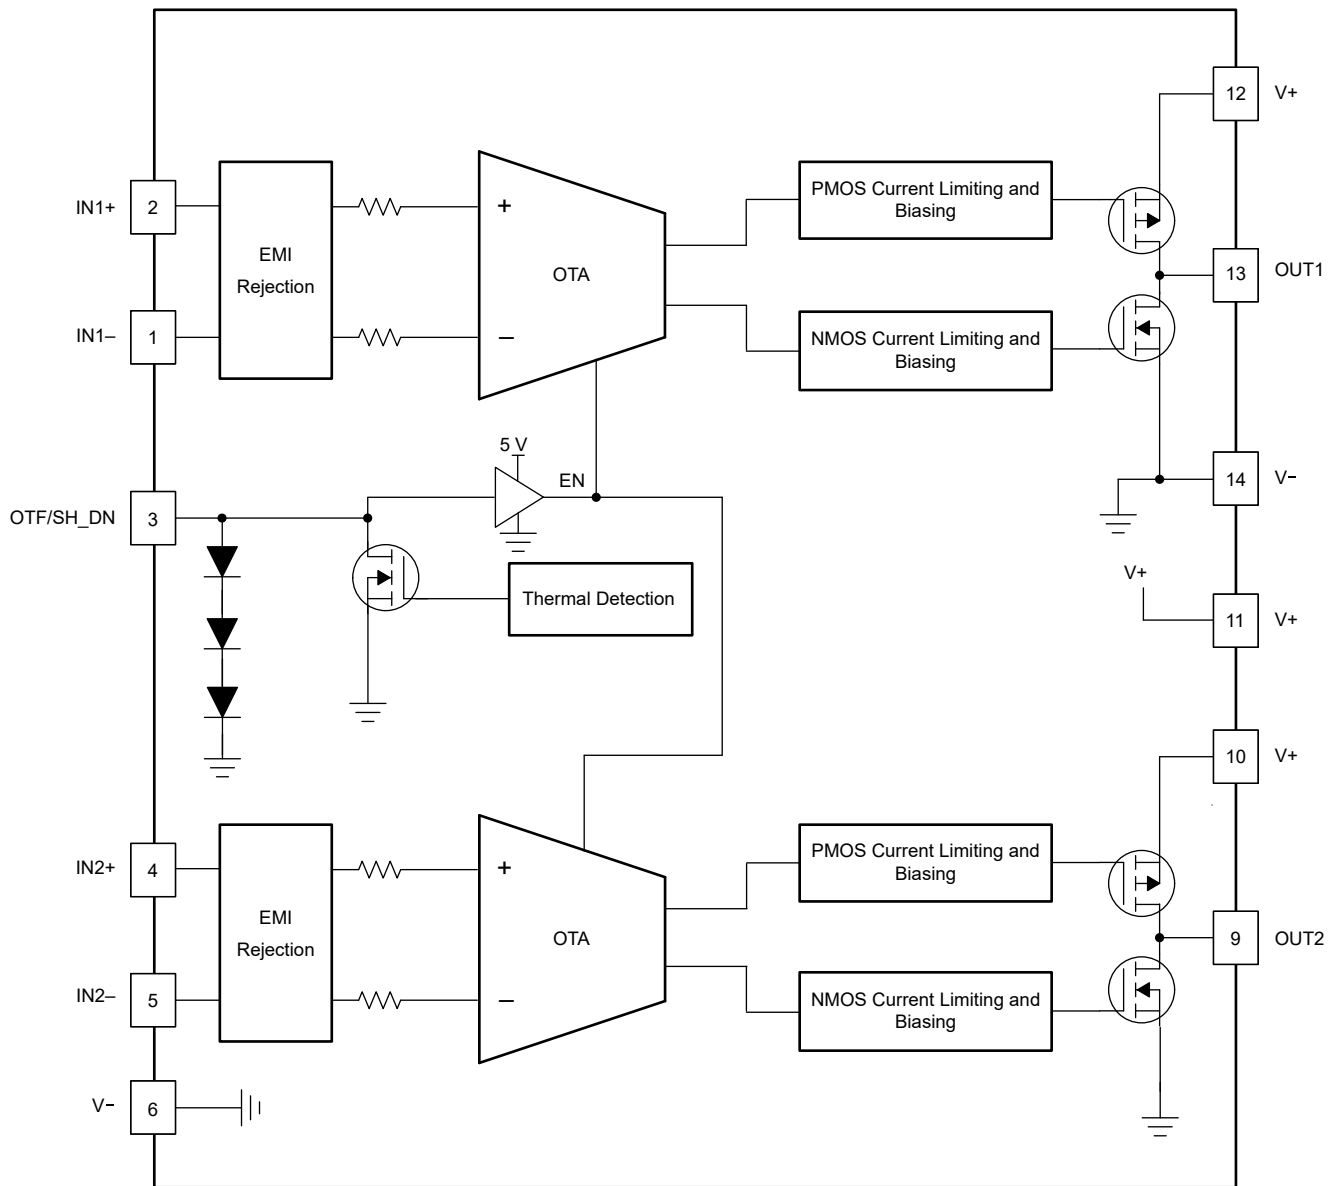 12 V+
IN1+ 2
EMI
Rejection
+
OTA
−
PMOS Current Limiting and
Biasing
13 OUT1
IN1− 1
NMOS Current Limiting and
Biasing
5 V
EN
14 V−
OTF/SH_DN 3
Thermal Detection
V+
11 V+
10 V+
IN2+ 4
EMI
Rejection
+
OTA
−
PMOS Current Limiting and
Biasing
9 OUT2
IN2− 5
NMOS Current Limiting and
Biasing
V− 6